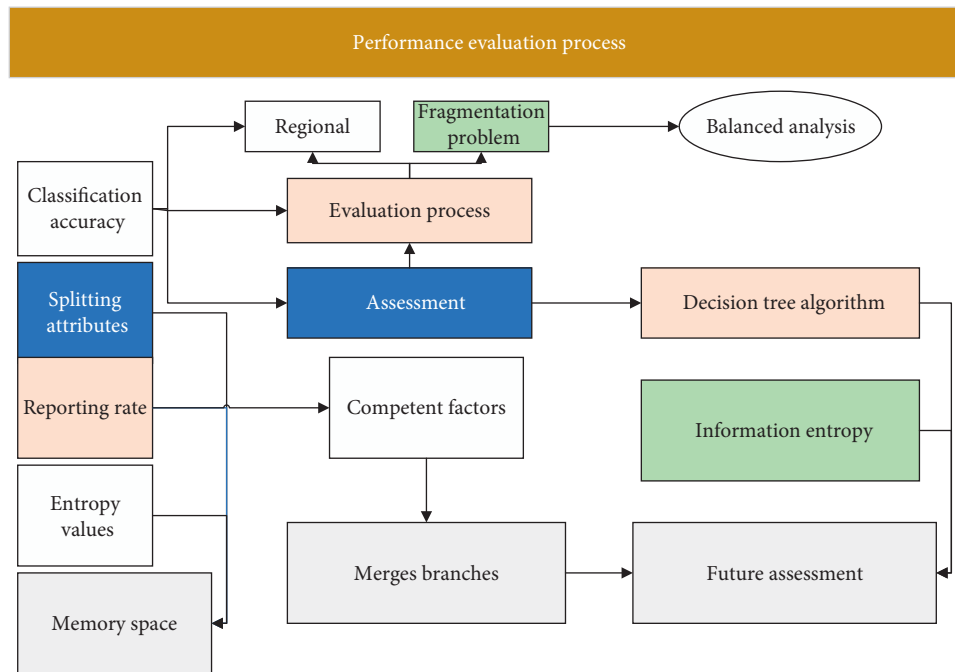 Performance evaluation process
Regional
Fragmentation
problem
Balanced analysis
Classification
accuracy
Evaluation process
Splitting
attributes
Assessment
Decision tree algorithm
Reporting rate
Competent factors
Information entropy
Entropy
values
Merges branches
Future assessment
Memory space